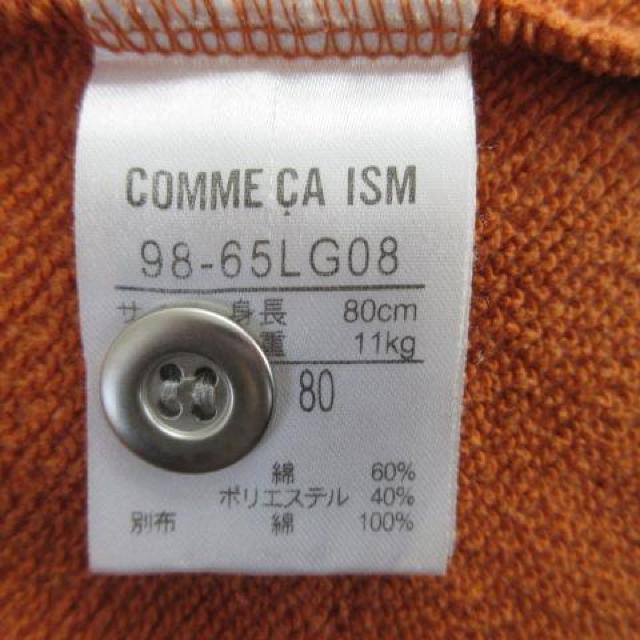 COMME ÇA ISM
98-65LG08
サ 身長 80cm
重 11kg
80
綿 60%
ポリエステル 40%
別布 綿 100%